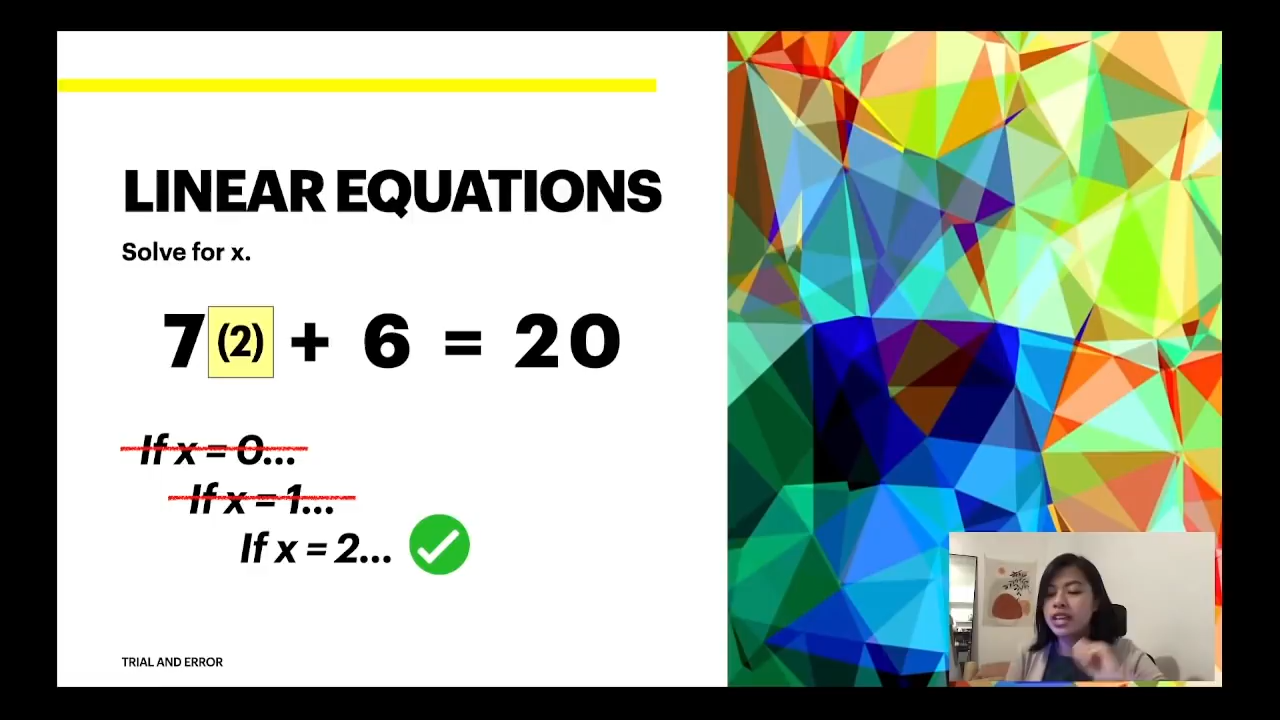 LINEAR EQUATIONS
Solve for x.
7(2) + 6 = 20
If x = 0...
If x = 1...
If x = 2...
TRIAL AND ERROR